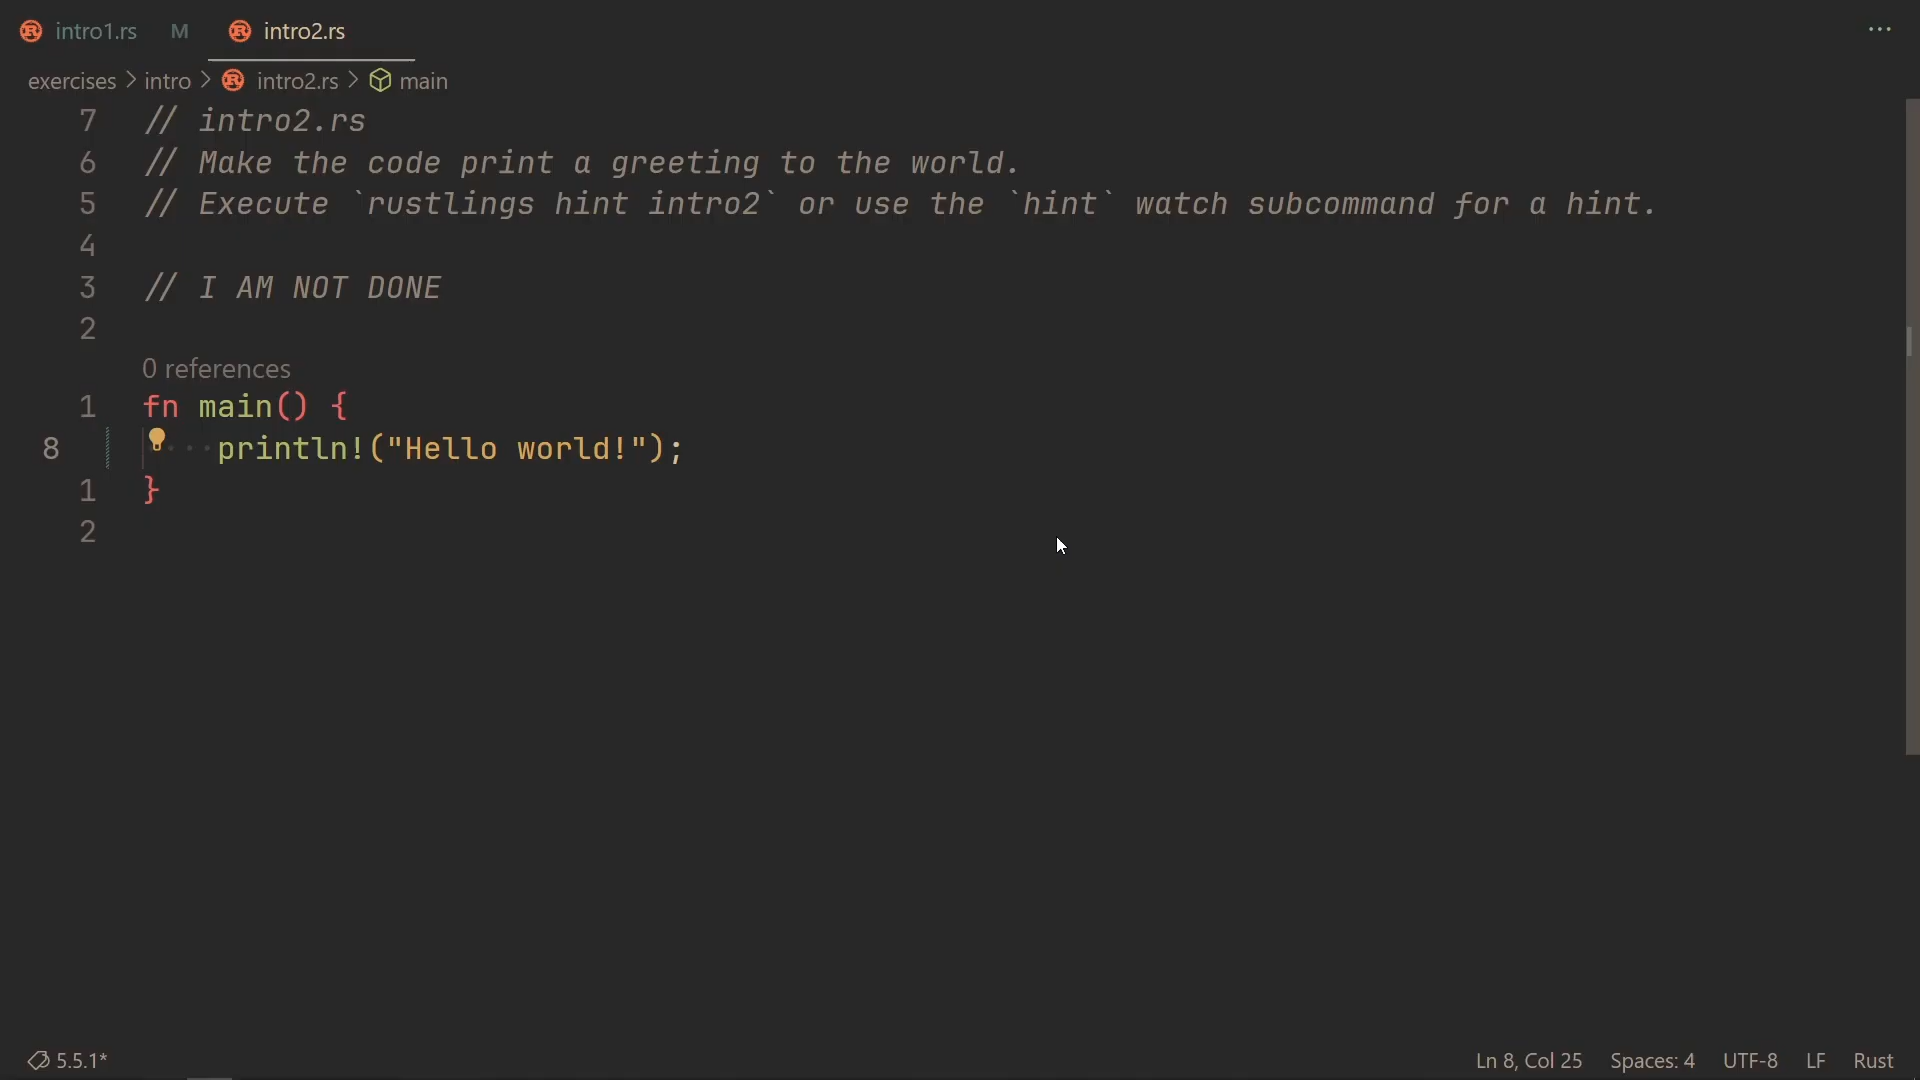 intro1.rs M intro2.rs ...
exercises > intro > intro2.rs > main
7 // intro2.rs
6 // Make the code print a greeting to the world.
5 // Execute `rustlings hint intro2` or use the `hint` watch subcommand for a hint.
4
3 // I AM NOT DONE
2
0 references
1 fn main() {
8 println!("Hello world!");
1 }
2
5.5.1* Ln 8, Col 25 Spaces: 4 UTF-8 LF Rust